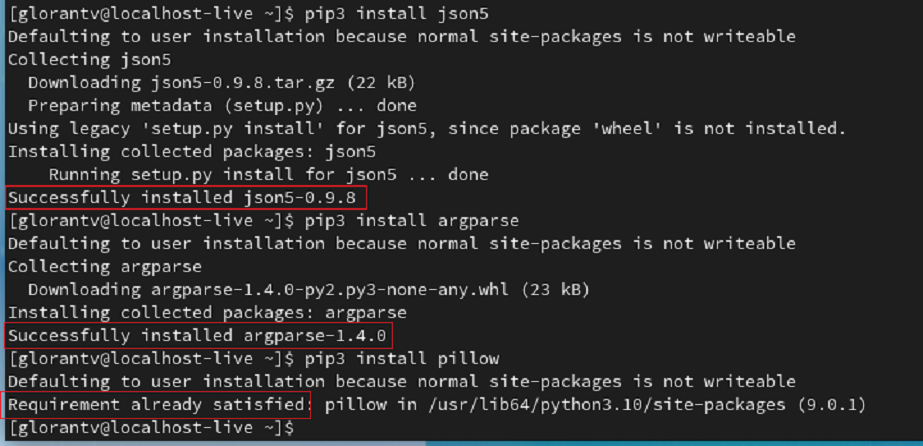 [glorantv@localhost-live ~]$ pip3 install json5
Defaulting to user installation because normal site-packages is not writeable
Collecting json5
  Downloading json5-0.9.8.tar.gz (22 kB)
  Preparing metadata (setup.py) ... done
Using legacy 'setup.py install' for json5, since package 'wheel' is not installed.
Installing collected packages: json5
    Running setup.py install for json5 ... done
Successfully installed json5-0.9.8
[glorantv@localhost-live ~]$ pip3 install argparse
Defaulting to user installation because normal site-packages is not writeable
Collecting argparse
  Downloading argparse-1.4.0-py2.py3-none-any.whl (23 kB)
Installing collected packages: argparse
Successfully installed argparse-1.4.0
[glorantv@localhost-live ~]$ pip3 install pillow
Defaulting to user installation because normal site-packages is not writeable
Requirement already satisfied: pillow in /usr/lib64/python3.10/site-packages (9.0.1)
[glorantv@localhost-live ~]$